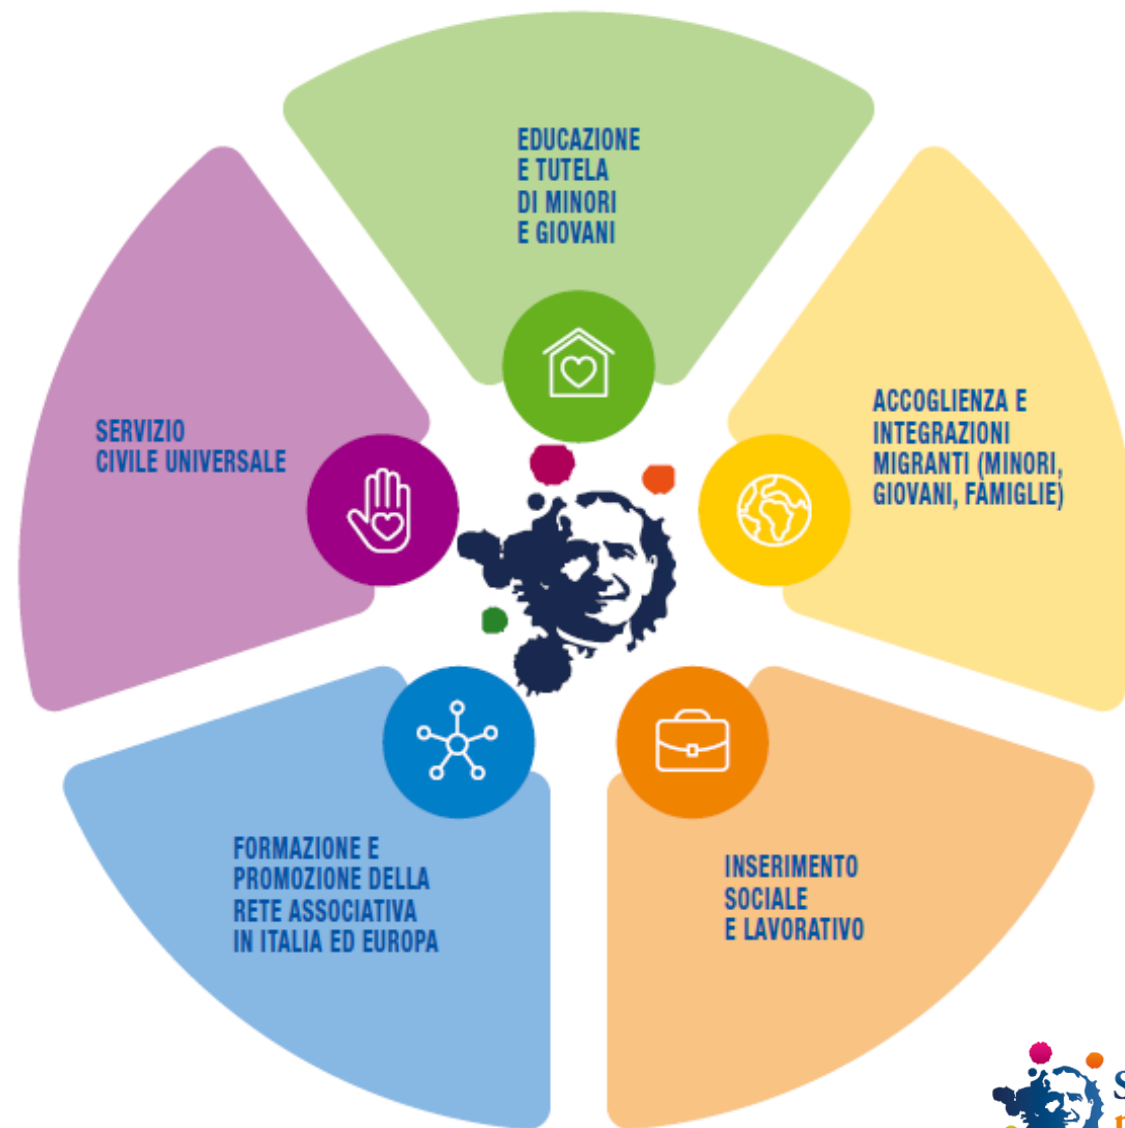 EDUCAZIONE
E TUTELA
DI MINORI
E GIOVANI
ACCOGLIENZA E
INTEGRAZIONI
MIGRANTI (MINORI,
GIOVANI, FAMIGLIE)
INSERIMENTO
SOCIALE
E LAVORATIVO
FORMAZIONE E
PROMOZIONE DELLA
RETE ASSOCIATIVA
IN ITALIA ED EUROPA
SERVIZIO
CIVILE UNIVERSALE